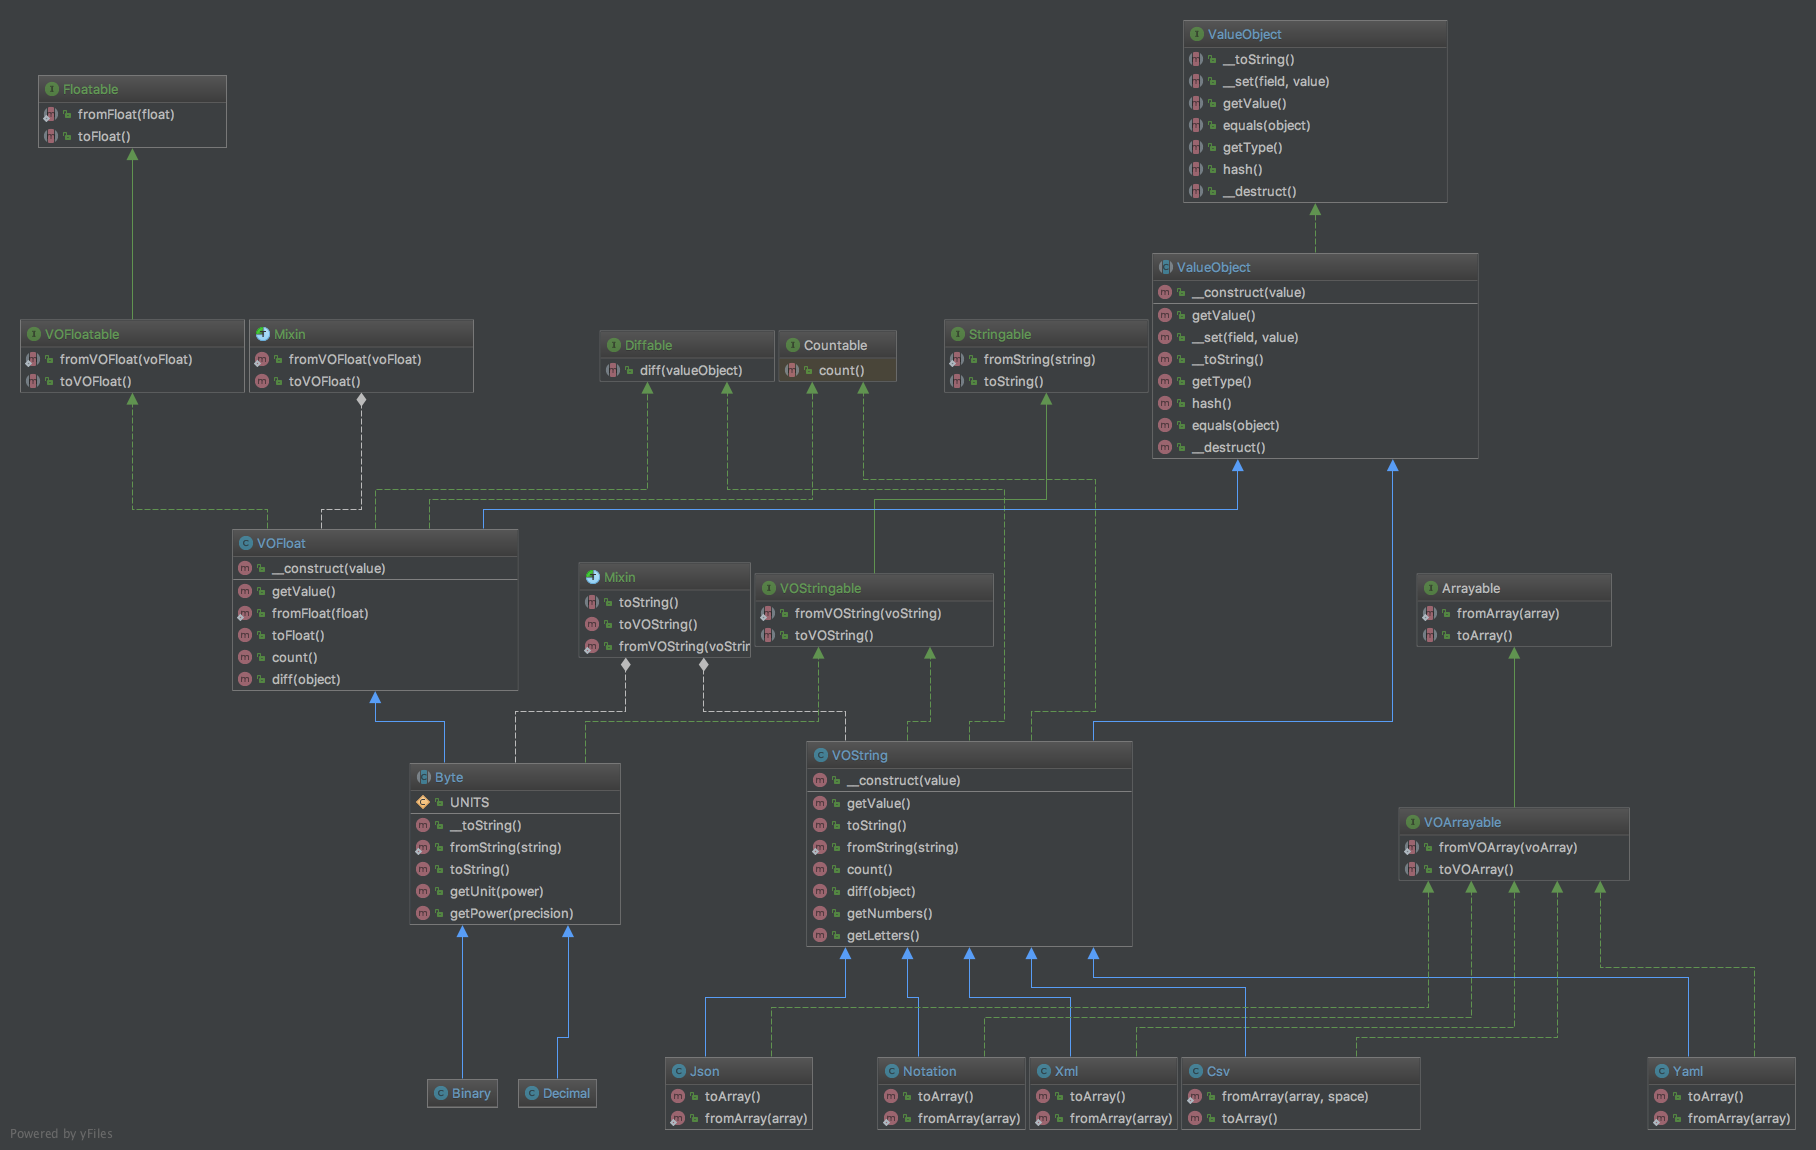 ValueObject
__toString()
__set(field, value)
getValue()
equals(object)
getType()
hash()
__destruct()
Floatable
fromFloat(float)
toFloat()
ValueObject
__construct(value)
getValue()
__set(field, value)
__toString()
getType()
hash()
equals(object)
__destruct()
VOFloatable
fromVOFloat(voFloat)
toVOFloat()
Mixin
fromVOFloat(voFloat)
toVOFloat()
Diffable
diff(valueObject)
Countable
count()
Stringable
fromString(string)
toString()
VOFloat
__construct(value)
getValue()
fromFloat(float)
toFloat()
count()
diff(object)
Mixin
toString()
toVOString()
fromVOString(voStrir
VOStringable
fromVOString(voString)
toVOString()
Arrayable
fromArray(array)
toArray()
Byte
UNITS
__toString()
fromString(string)
toString()
getUnit(power)
getPower(precision)
VOString
__construct(value)
getValue()
toString()
fromString(string)
count()
diff(object)
getNumbers()
getLetters()
VOArrayable
fromVOArray(voArray)
toVOArray()
Binary
Decimal
Json
toArray()
fromArray(array)
Notation
toArray()
fromArray(array)
Xml
toArray()
fromArray(array)
Csv
fromArray(array, space)
toArray()
Yaml
toArray()
fromArray(array)
Powered by yFiles